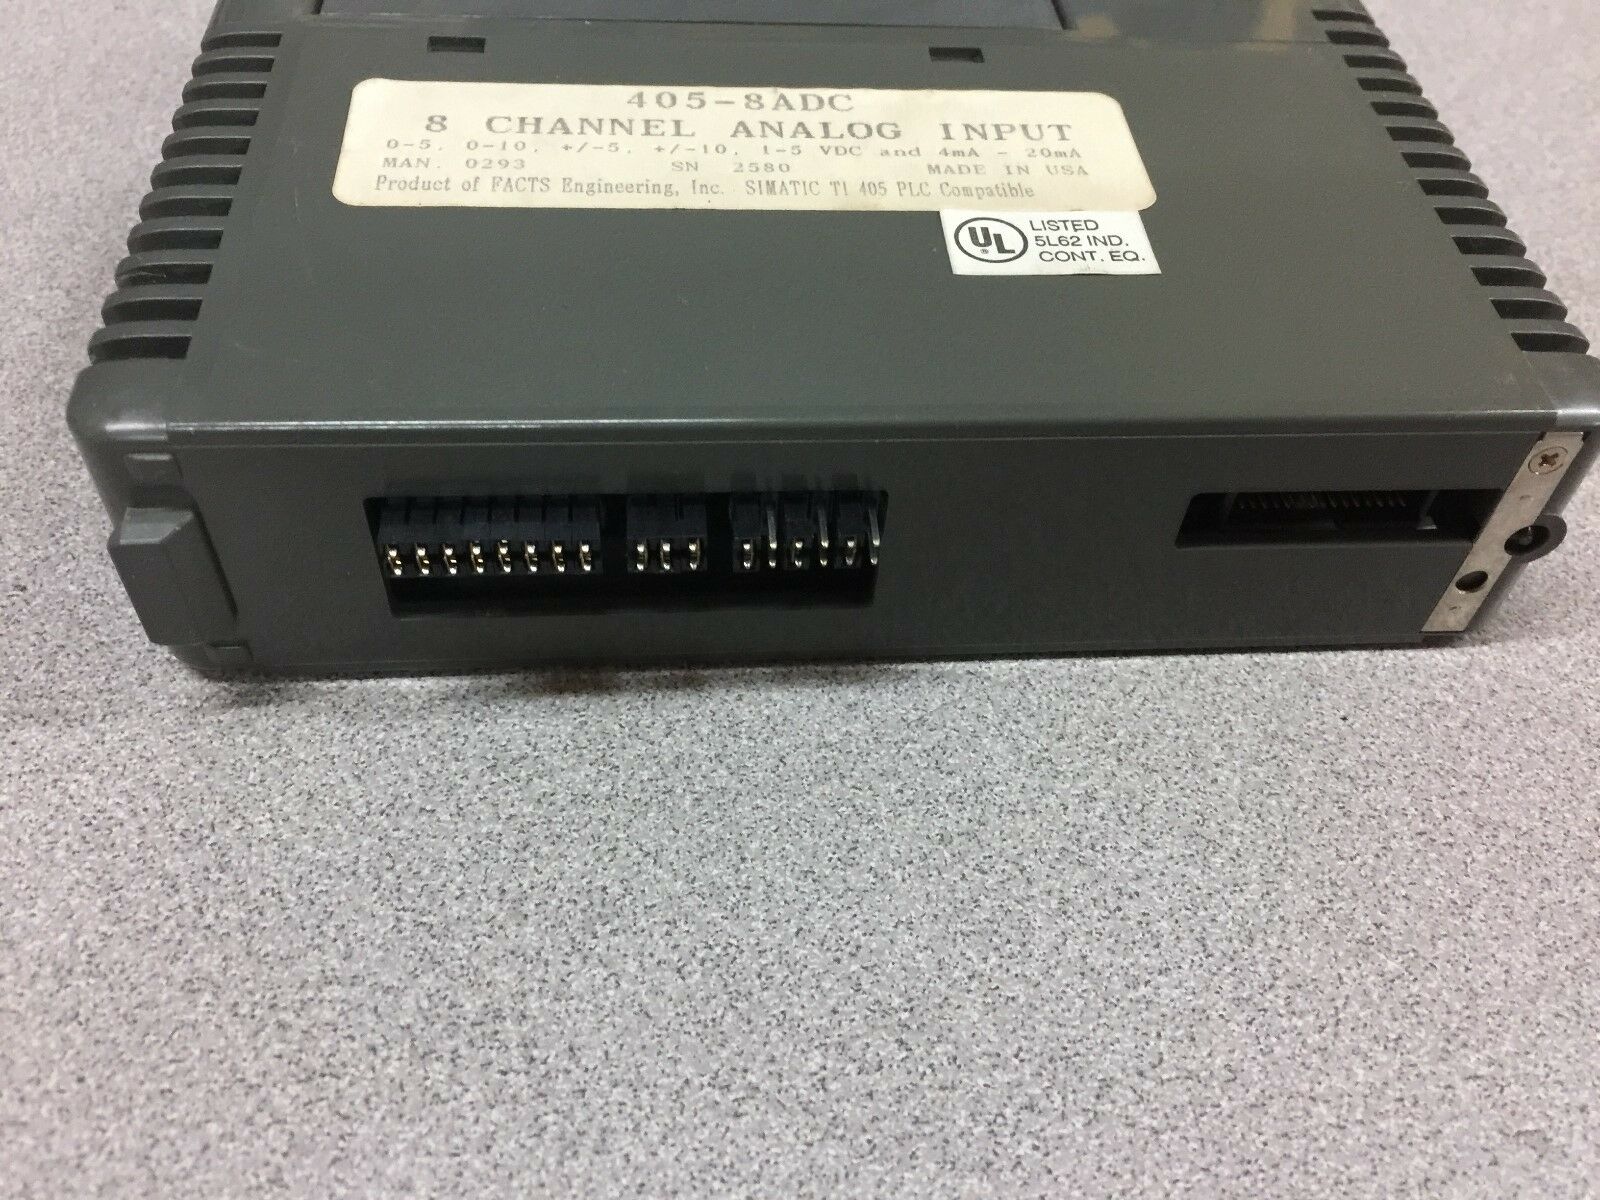 405-8ADC
8 CHANNEL ANALOG INPUT
0-5, 0-10, +/-5, +/-10, 1-5 VDC and 4mA - 20mA
MAN. 0293 SN 2580 MADE IN USA
Product of FACTS Engineering, Inc. SIMATIC TI 405 PLC Compatible
UL ® LISTED
5L62 IND.
CONT. EQ.